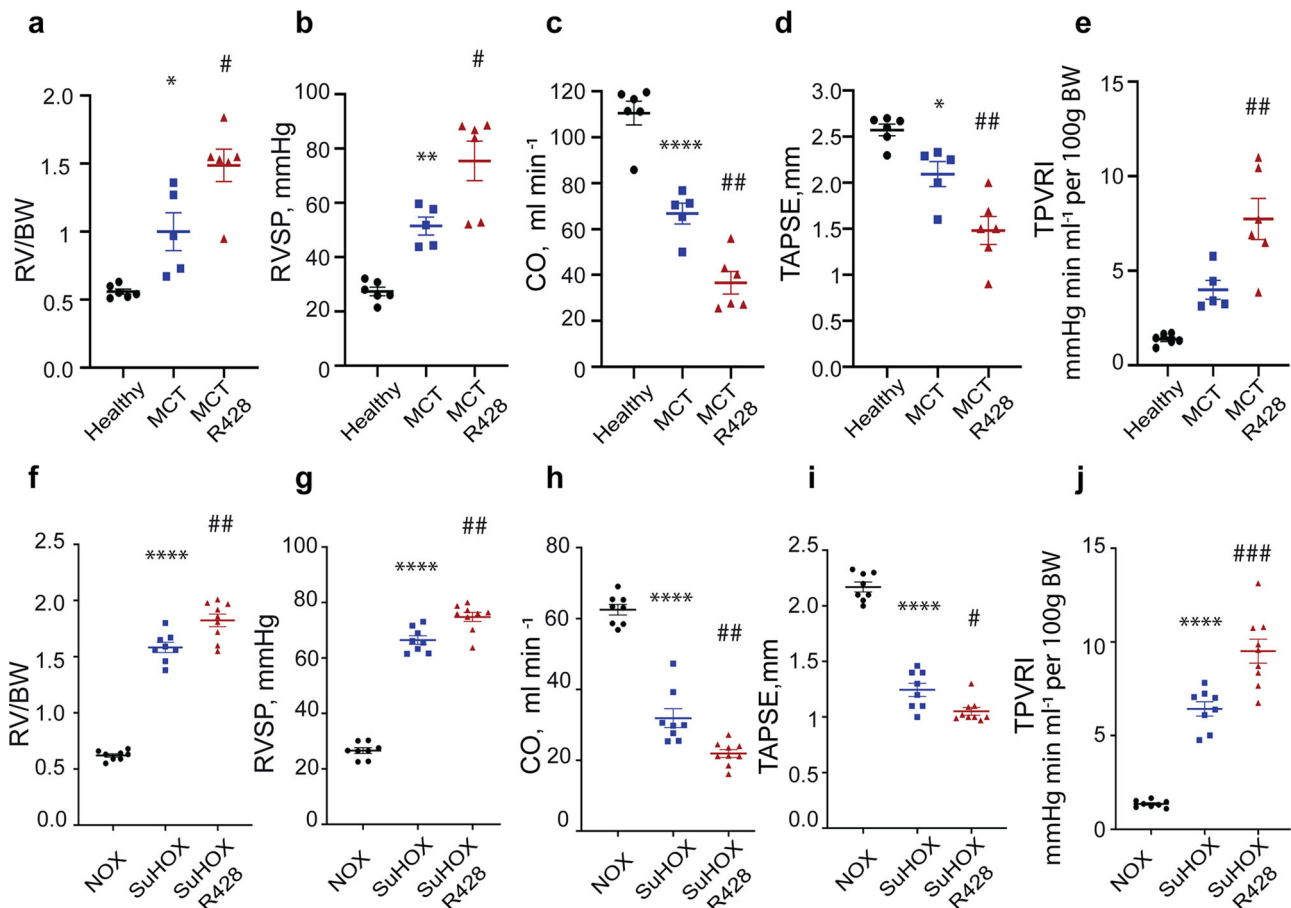 a
RV/BW
2.0
1.5
1
0.5
0.0
*
#
Healthy
MCT
MCT
R428
b
RVSP, mmHg
100
80
60
40
20
0
**
#
Healthy
MCT
MCT
R428
c
CO, ml min⁻¹
120
100
80
60
40
20
0
****
##
Healthy
MCT
MCT
R428
d
TAPSE,mm
3.0
2.5
2.0
1.5
1
0.5
0.0
*
##
Healthy
MCT
MCT
R428
e
TPVRI
mmHg min ml⁻¹ per 100g BW
15
10
5
0
##
Healthy
MCT
MCT
R428
f
RV/BW
2.5
2.0
1.5
1
0.5
0.0
****
##
NOX
SuHOX
SuHOX
R428
g
RVSP, mmHg
100
80
60
40
20
0
****
##
NOX
SuHOX
SuHOX
R428
h
CO, ml min⁻¹
80
60
40
20
0
****
##
NOX
SuHOX
SuHOX
R428
i
TAPSE,mm
2.5
2.0
1.5
1
0.5
0.0
****
#
NOX
SuHOX
SuHOX
R428
j
TPVRI
mmHg min ml⁻¹ per 100g BW
15
10
5
0
****
###
NOX
SuHOX
SuHOX
R428